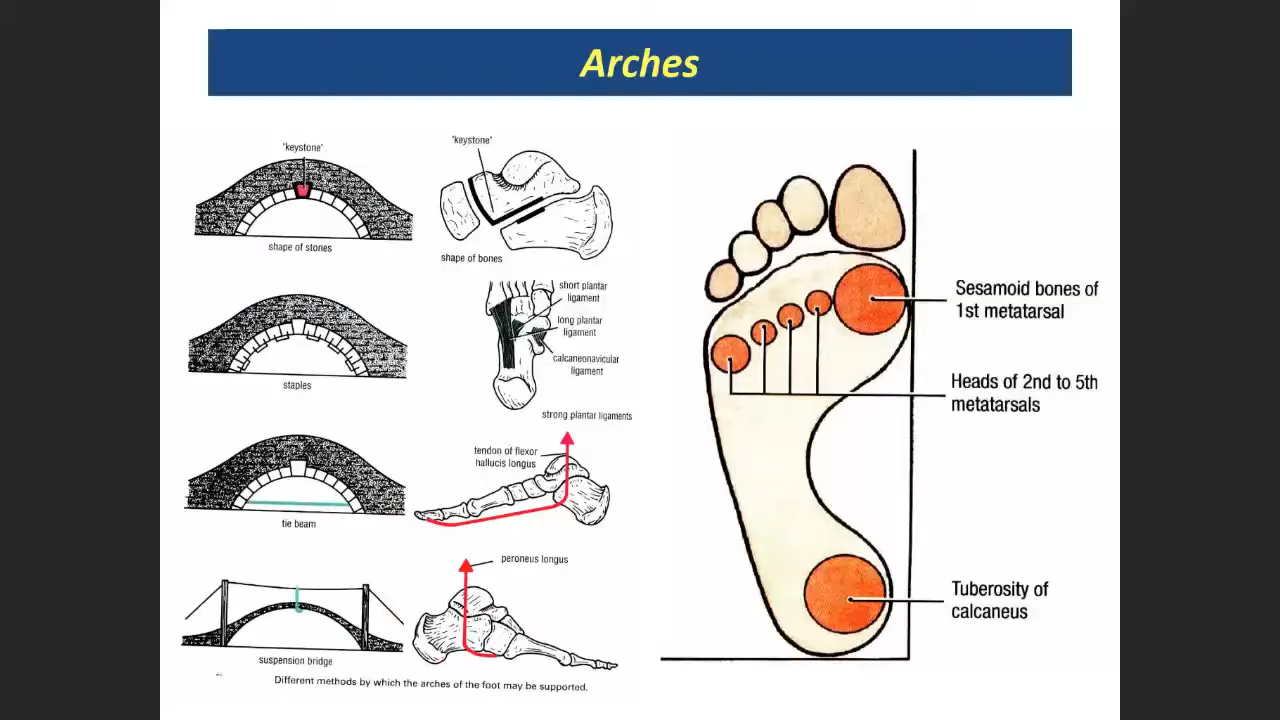 Arches
"keystone"
shape of stones
"keystone"
shape of bones
staples
short plantar
ligament
long plantar
ligament
calcaneonavicular
ligament
strong plantar ligaments
tie beam
tendon of flexor
hallucis longus
suspension bridge
peroneus longus
Different methods by which the arches of the foot may be supported.
Sesamoid bones of
1st metatarsal
Heads of 2nd to 5th
metatarsals
Tuberosity of
calcaneus